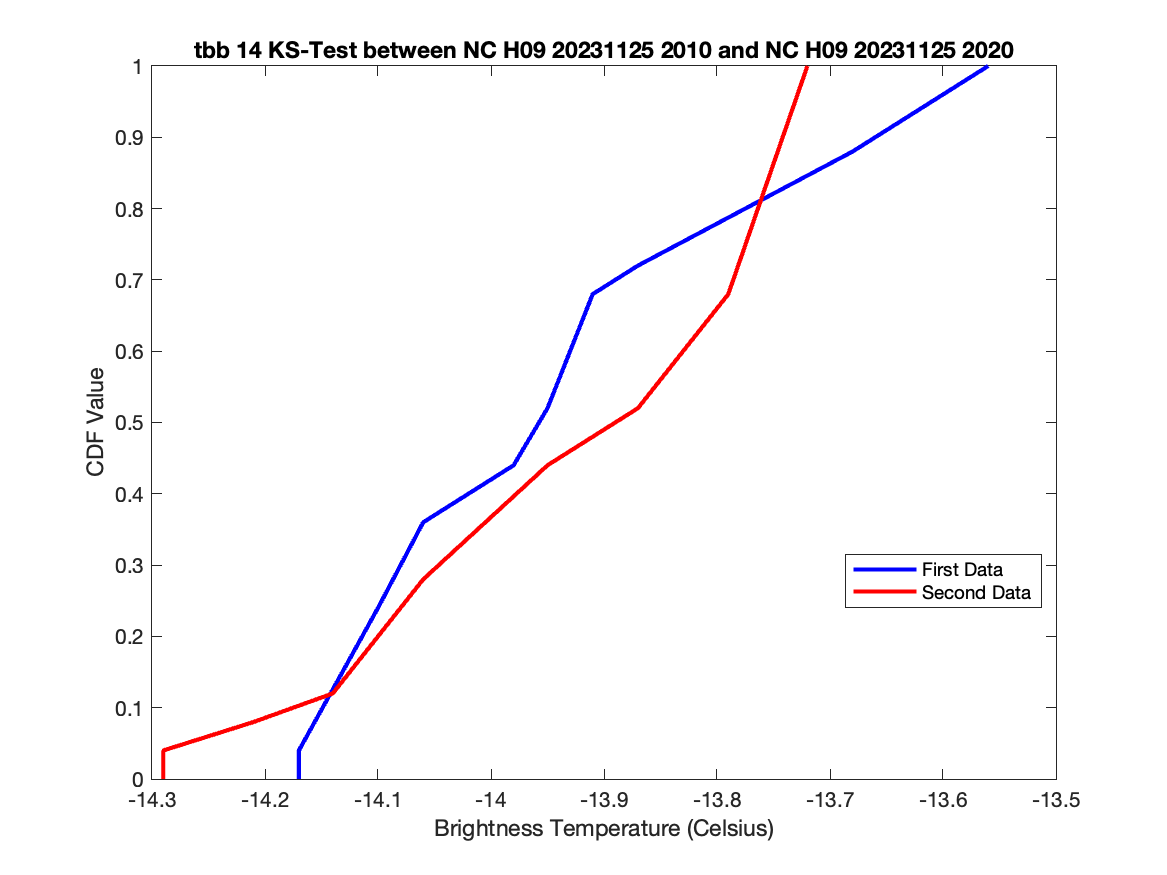 tbb 14 KS-Test between NC H09 20231125 2010 and NC H09 20231125 2020
1
0.9
0.8
0.7
0.6
0.5
0.4
0.3
0.2
0.1
0
CDF Value
First Data
Second Data
-14.3 -14.2 -14.1 -14 -13.9 -13.8 -13.7 -13.6 -13.5
Brightness Temperature (Celsius)